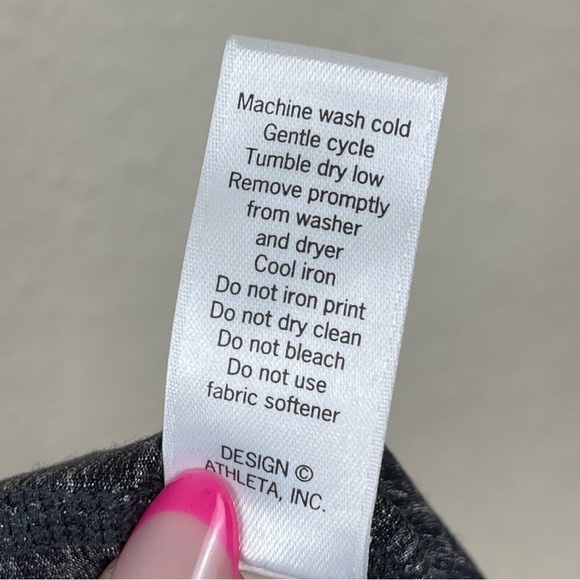 Machine wash cold
Gentle cycle
Tumble dry low
Remove promptly
from washer
and dryer
Cool iron
Do not iron print
Do not dry clean
Do not bleach
Do not use
fabric softener
DESIGN ©
ATHLETA, INC.